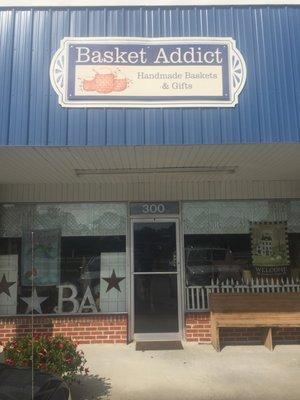 Basket Addict
Handmade Baskets
& Gifts
300
WELCOME
BA